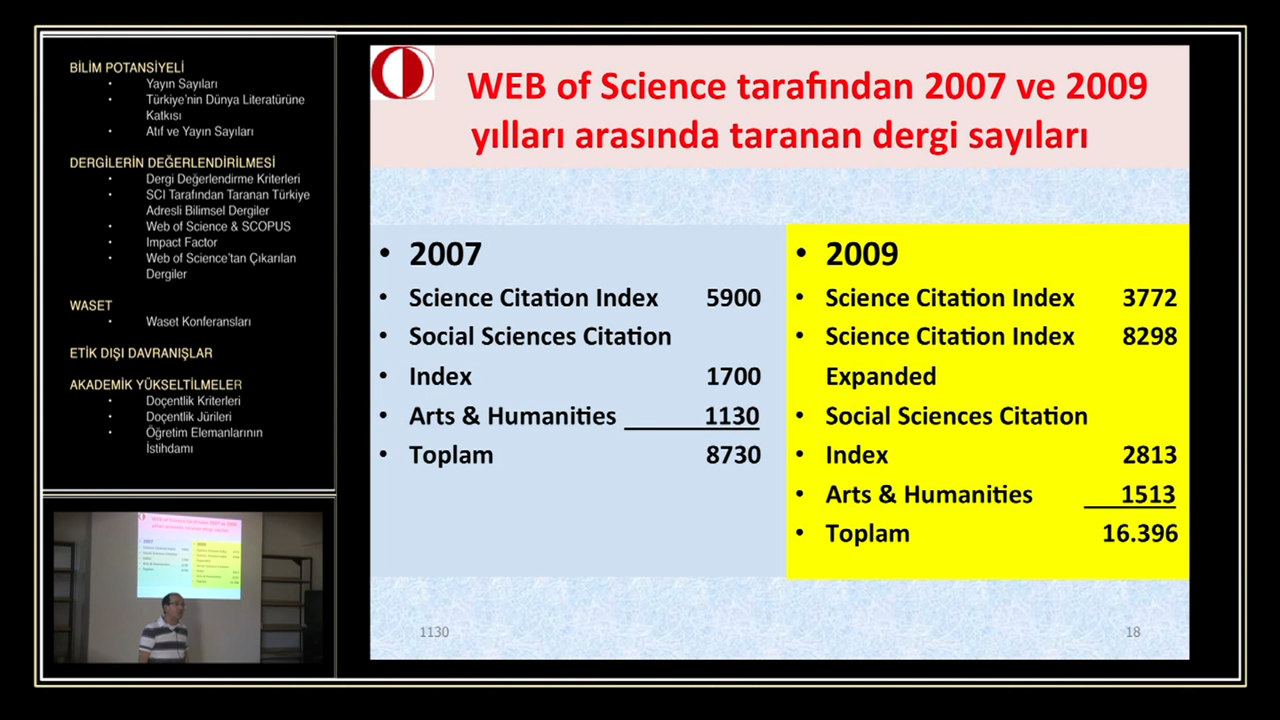 BİLİM POTANSİYELİ
• Yayın Sayıları
• Türkiye'nin Dünya Literatürüne
Katkısı
• Atıf ve Yayın Sayıları
DERGİLERİN DEĞERLENDİRİLMESİ
• Dergi Değerlendirme Kriterleri
• SCI Tarafından Taranan Türkiye
Adresli Bilimsel Dergiler
• Web of Science & SCOPUS
• Impact Factor
• Web of Science'tan Çıkarılan
Dergiler
WASET
• Waset Konferansları
ETİK DIŞI DAVRANIŞLAR
AKADEMİK YÜKSELTİLMELER
• Doçentlik Kriterleri
• Doçentlik Jürileri
• Öğretim Elemanlarının
İstihdamı
WEB of Science tarafından 2007 ve 2009
yılları arasında taranan dergi sayıları
• 2007
• Science Citation Index 5900
• Social Sciences Citation
• Index 1700
• Arts & Humanities 1130
• Toplam 8730
• 2009
• Science Citation Index 3772
• Science Citation Index 8298
Expanded
• Social Sciences Citation
• Index 2813
• Arts & Humanities 1513
• Toplam 16.396
1130
18